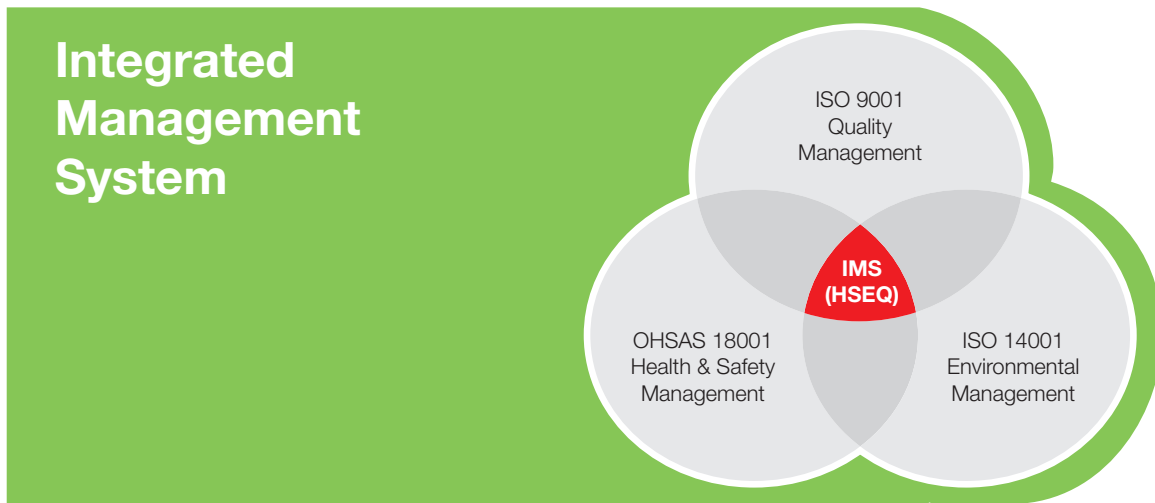 Integrated
Management
System
ISO 9001
Quality
Management
IMS
(HSEQ)
OHSAS 18001
Health & Safety
Management
ISO 14001
Environmental
Management